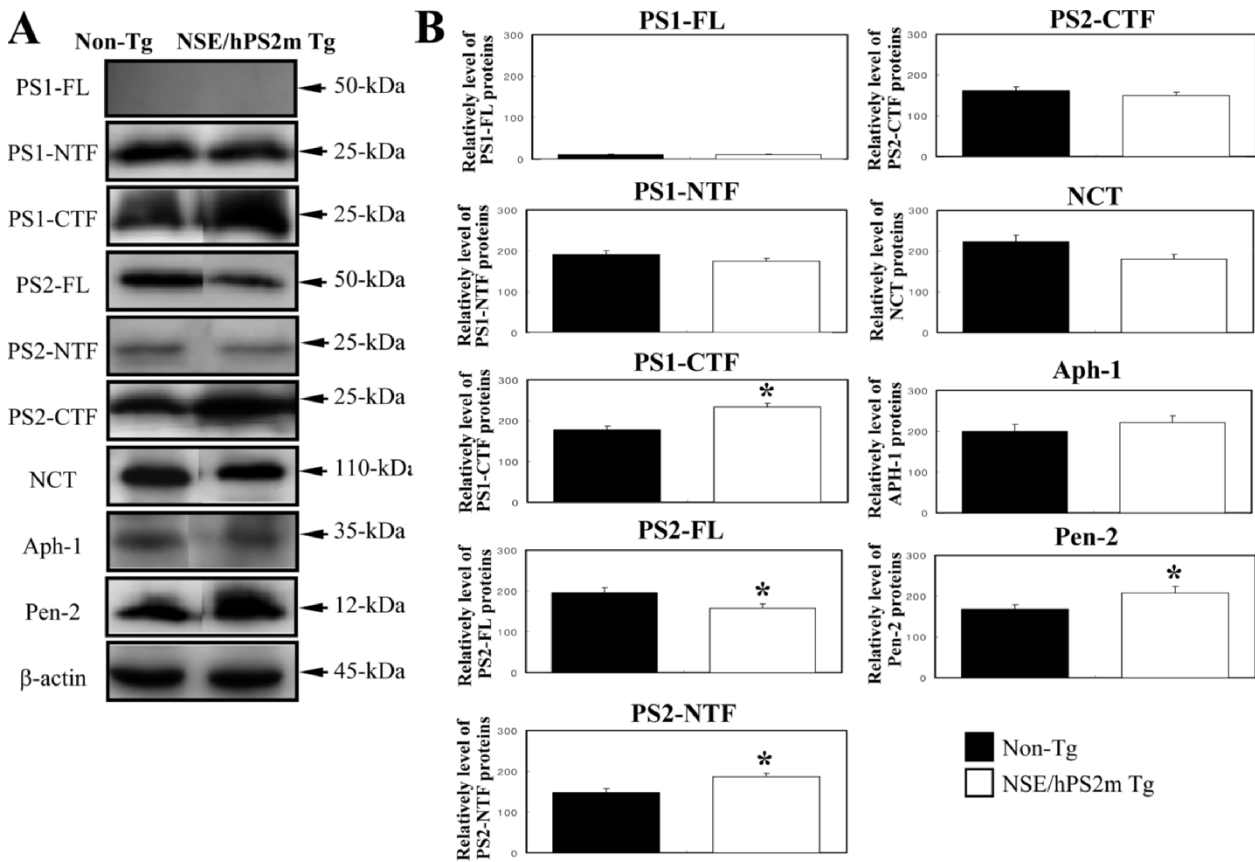 A
Non-Tg NSE/hPS2m Tg
PS1-FL
50-kDa
PS1-NTF
25-kDa
PS1-CTF
25-kDa
PS2-FL
50-kDa
PS2-NTF
25-kDa
PS2-CTF
25-kDa
NCT
110-kDa
Aph-1
35-kDa
Pen-2
12-kDa
β-actin
45-kDa
B
PS1-FL
Relatively level of
PS1-FL proteins
300
200
100
0
PS1-NTF
Relatively level of
PS1-NTF proteins
300
200
100
0
PS1-CTF
Relatively level of
PS1-CTF proteins
300
200
100
0
*
PS2-FL
Relatively level of
PS2-FL proteins
300
200
100
0
*
PS2-NTF
Relatively level of
PS2-NTF proteins
300
200
100
0
*
PS2-CTF
Relatively level of
PS2-CTF proteins
300
200
100
0
NCT
Relatively level of
NCT proteins
300
200
100
0
Aph-1
Relatively level of
APH-1 proteins
300
200
100
0
Pen-2
Relatively level of
Pen-2 proteins
300
200
100
0
*
Non-Tg
NSE/hPS2m Tg